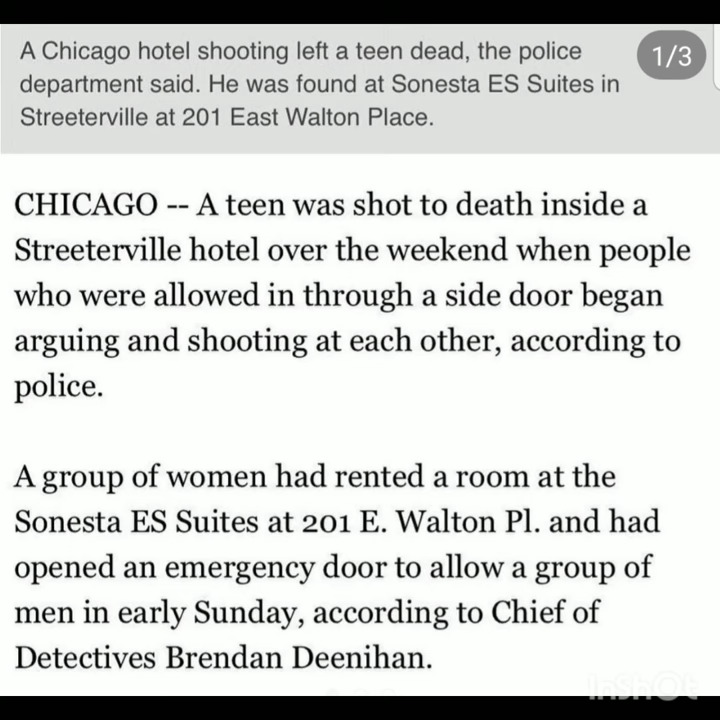 A Chicago hotel shooting left a teen dead, the police
department said. He was found at Sonesta ES Suites in
Streeterville at 201 East Walton Place.
1/3
CHICAGO -- A teen was shot to death inside a
Streeterville hotel over the weekend when people
who were allowed in through a side door began
arguing and shooting at each other, according to
police.
A group of women had rented a room at the
Sonesta ES Suites at 201 E. Walton Pl. and had
opened an emergency door to allow a group of
men in early Sunday, according to Chief of
Detectives Brendan Deenihan.
InShOt